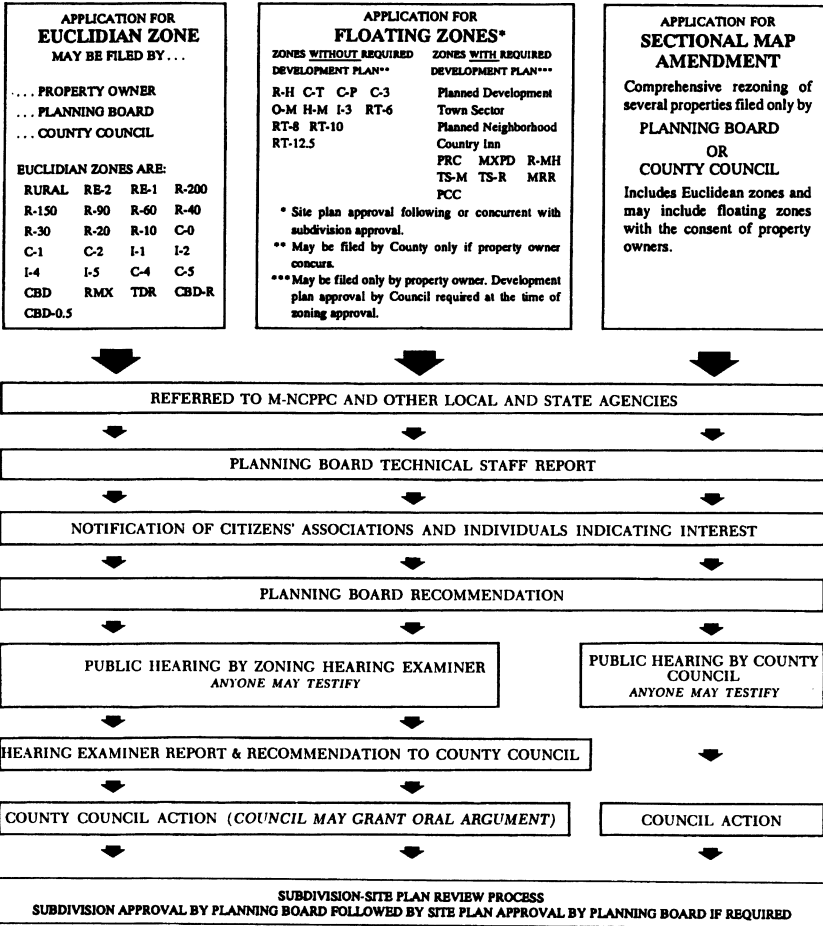 APPLICATION FOR
EUCLIDEAN ZONE
MAY BE FILED BY . . .
. . . PROPERTY OWNER
. . . PLANNING BOARD
. . . COUNTY COUNCIL
EUCLIDIAN ZONES ARE:
RURAL RE-2 RE-1 R-200
R-150 R-90 R-60 R-40
R-30 R-20 R-10 C-0
C-1 C-2 I-1 I-2
I-4 I-5 C-4 C-5
CBD RMX TDR CBD-R
CBD-0.5
APPLICATION FOR
FLOATING ZONES*
ZONES WITHOUT REQUIRED
DEVELOPMENT PLAN**
R-H C-T C-P C-3
O-M H-M I-3 RT-6
RT-8 RT-10
RT-12.5
ZONES WITH REQUIRED
DEVELOPMENT PLAN***
Planned Development
Town Sector
Planned Neighborhood
Country Inn
PRC MXPD R-MH
TS-M TS-R MRR
PCC
* Site plan approval following or concurrent with
subdivision approval.
** May be filed by County only if property owner
concurs.
***May be filed only by property owner. Development
plan approval by Council required at the time of
zoning approval.
APPLICATION FOR
SECTIONAL MAP
AMENDMENT
Comprehensive rezoning of
several properties filed only by
PLANNING BOARD
OR
COUNTY COUNCIL
Includes Euclidean zones and
may include floating zones
with the consent of property
owners.
REFERRED TO M-NCPPC AND OTHER LOCAL AND STATE AGENCIES
PLANNING BOARD TECHNICAL STAFF REPORT
NOTIFICATION OF CITIZENS' ASSOCIATIONS AND INDIVIDUALS INDICATING INTEREST
PLANNING BOARD RECOMMENDATION
PUBLIC HEARING BY ZONING HEARING EXAMINER
ANYONE MAY TESTIFY
PUBLIC HEARING BY COUNTY
COUNCIL
ANYONE MAY TESTIFY
HEARING EXAMINER REPORT & RECOMMENDATION TO COUNTY COUNCIL
COUNTY COUNCIL ACTION (COUNCIL MAY GRANT ORAL ARGUMENT)
COUNCIL ACTION
SUBDIVISION-SITE PLAN REVIEW PROCESS
SUBDIVISION APPROVAL BY PLANNING BOARD FOLLOWED BY SITE PLAN APPROVAL BY PLANNING BOARD IF REQUIRED